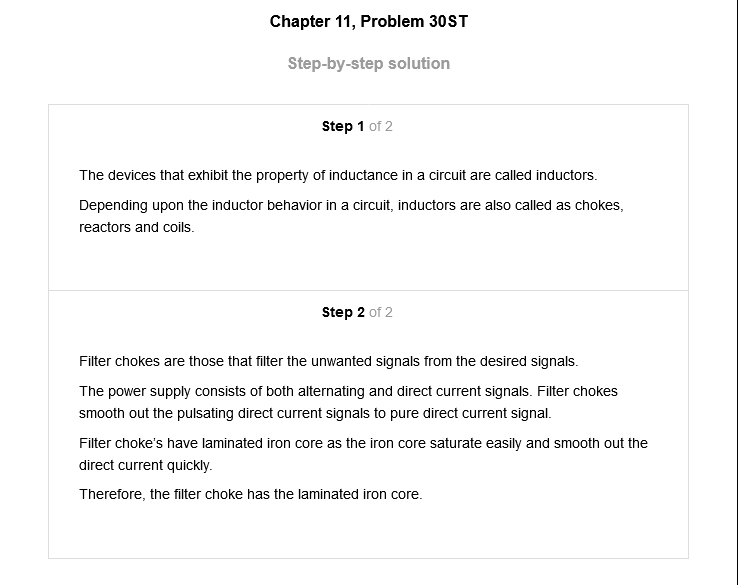 Chapter 11, Problem 30ST
Step-by-step solution
Step 1 of 2
The devices that exhibit the property of inductance in a circuit are called inductors.
Depending upon the inductor behavior in a circuit, inductors are also called as chokes,
reactors and coils.
Step 2 of 2
Filter chokes are those that filter the unwanted signals from the desired signals.
The power supply consists of both alternating and direct current signals. Filter chokes
smooth out the pulsating direct current signals to pure direct current signal.
Filter choke’s have laminated iron core as the iron core saturate easily and smooth out the
direct current quickly.
Therefore, the filter choke has the laminated iron core.